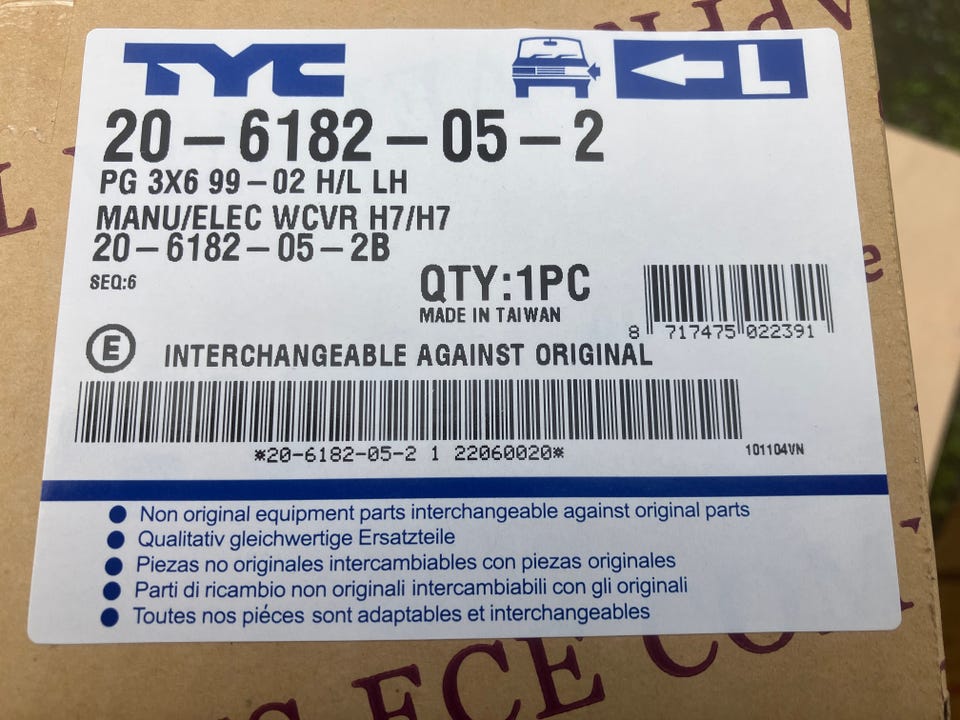 TYC
L
20-6182-05-2
PG 3X6 99-02 H/L LH
MANU/ELEC WCVR H7/H7
20-6182-05-2B
SEQ:6
QTY:1PC
MADE IN TAIWAN
8 717475 022391
E
INTERCHANGEABLE AGAINST ORIGINAL
*20-6182-05-2 1 22060020*
101104VN
Non original equipment parts interchangeable against original parts
Qualitativ gleichwertige Ersatzteile
Piezas no originales intercambiables con piezas originales
Parti di ricambio non originali intercambiabili con gli originali
Toutes nos piéces sont adaptables et interchangeables
ECE